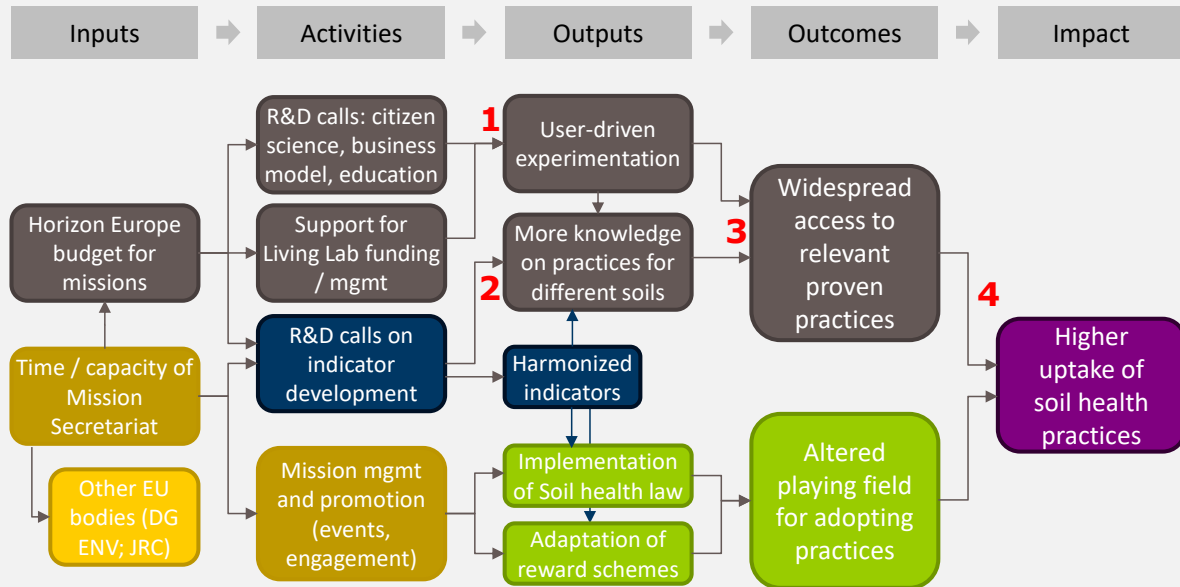 Inputs
Activities
Outputs
Outcomes
Impact
R&D calls: citizen
science, business
model, education
1
User-driven
experimentation
Horizon Europe
budget for
missions
Support for
Living Lab funding
/ mgmt
2
More knowledge
on practices for
different soils
3
Widespread
access to
relevant
proven
practices
4
Time / capacity of
Mission
Secretariat
R&D calls on
indicator
development
Harmonized
indicators
Higher
uptake of
soil health
practices
Other EU
bodies (DG
ENV; JRC)
Mission mgmt
and promotion
(events,
engagement)
Implementation
of Soil health law
Adaptation of
reward schemes
Altered
playing field
for adopting
practices